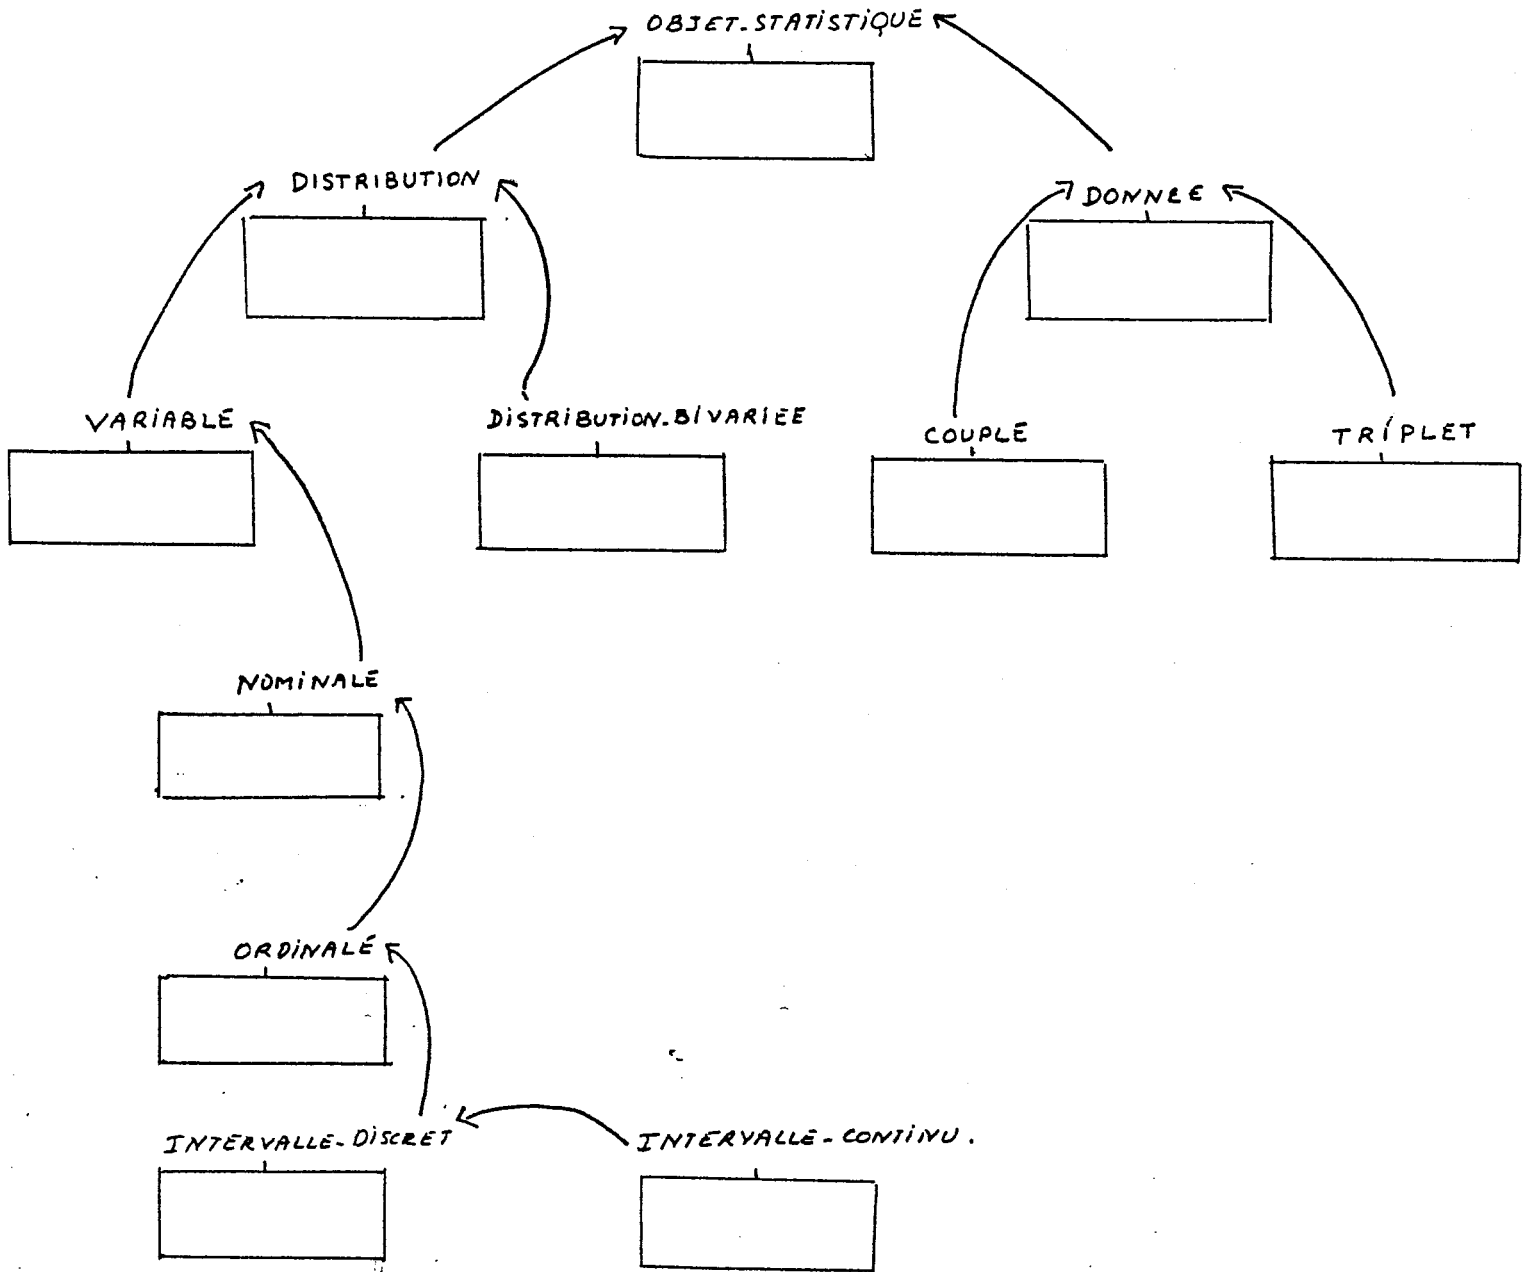 OBJET-STATISTIQUE
DISTRIBUTION
DONNEE
VARIABLE
DISTRIBUTION-BIVARIEE
COUPLE
TRIPLET
NOMINALE
ORDINALE
INTERVALLE-DISCRET
INTERVALLE-CONTINU.